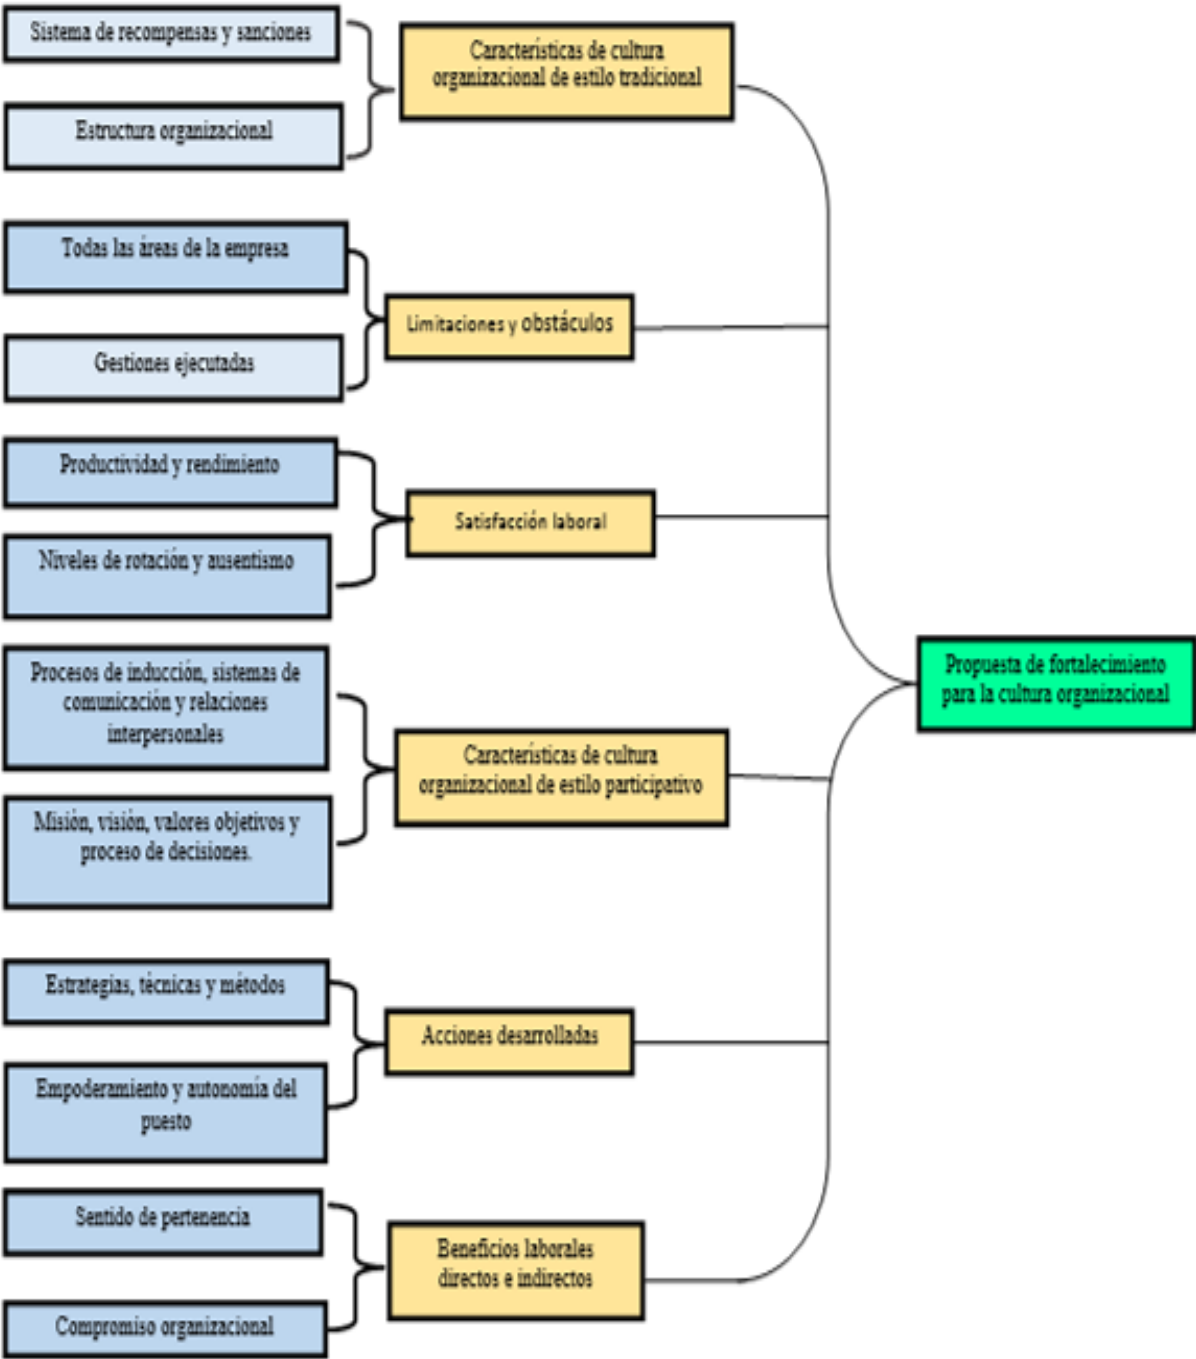 Sistema de recompensas y sanciones
Estructura organizacional
Características de cultura
organizacional de estilo tradicional
Todas las áreas de la empresa
Gestiones ejecutadas
Limitaciones y obstáculos
Productividad y rendimiento
Niveles de rotación y ausentismo
Satisfacción laboral
Procesos de inducción, sistemas de
comunicación y relaciones
interpersonales
Misión, visión, valores objetivos y
proceso de decisiones.
Características de cultura
organizacional de estilo participativo
Estrategias, técnicas y métodos
Empoderamiento y autonomía del
puesto
Acciones desarrolladas
Sentido de pertenencia
Compromiso organizacional
Beneficios laborales
directos e indirectos
Propuesta de fortalecimiento
para la cultura organizacional